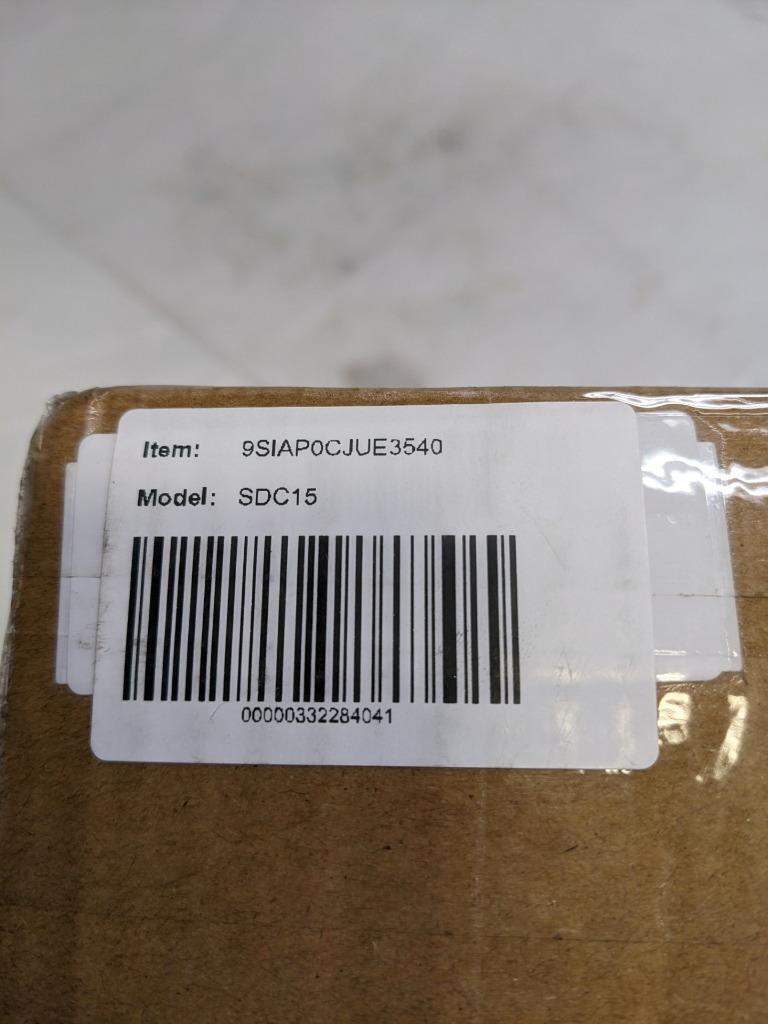 Item: 9SIAP0CJUE3540
Model: SDC15
00000332284041